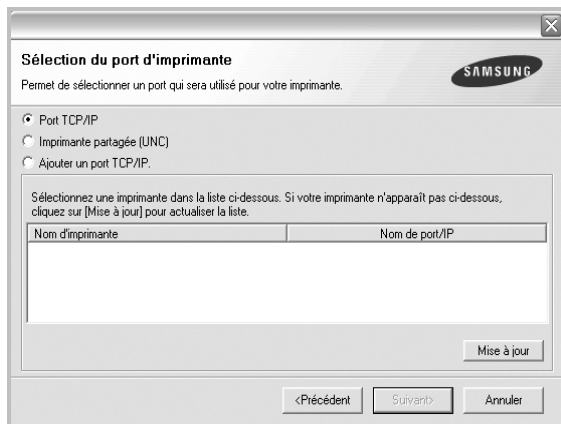 Sélection du port d'imprimante
Permet de sélectionner un port qui sera utilisé pour votre imprimante.
SAMSUNG
Port TCP/IP
Imprimante partagée (UNC)
Ajouter un port TCP/IP.
Sélectionnez une imprimante dans la liste ci-dessous. Si votre imprimante n'apparaît pas ci-dessous,
cliquez sur [Mise à jour] pour actualiser la liste.
Nom d'imprimante Nom de port/IP
Mise à jour
<Précédent Suivant> Annuler